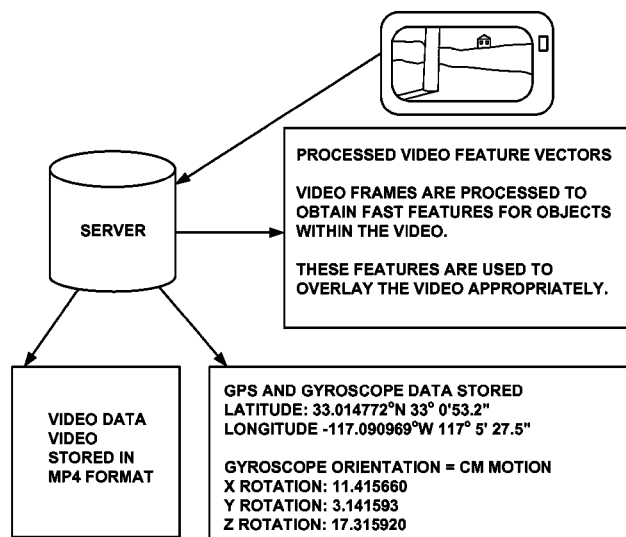 PROCESSED VIDEO FEATURE VECTORS
VIDEO FRAMES ARE PROCESSED TO
OBTAIN FAST FEATURES FOR OBJECTS
WITHIN THE VIDEO.
THESE FEATURES ARE USED TO
OVERLAY THE VIDEO APPROPRIATELY.
SERVER
VIDEO DATA
VIDEO
STORED IN
MP4 FORMAT
GPS AND GYROSCOPE DATA STORED
LATITUDE: 33.014772°N 33° 0'53.2"
LONGITUDE -117.090969°W 117° 5' 27.5"
GYROSCOPE ORIENTATION = CM MOTION
X ROTATION: 11.415660
Y ROTATION: 3.141593
Z ROTATION: 17.315920